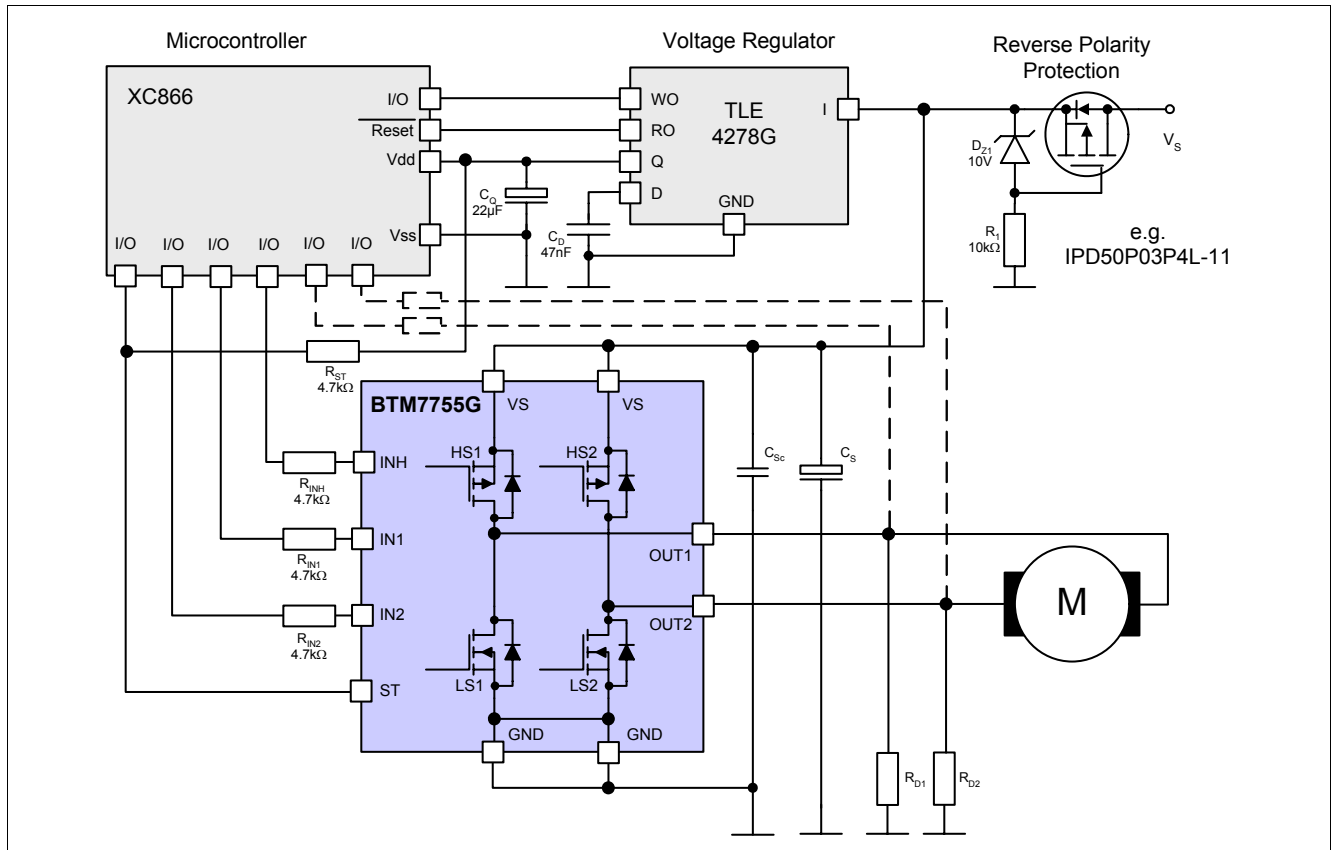 Microcontroller
Voltage Regulator
Reverse Polarity
Protection
XC866
I/O
Reset
Vdd
Vss
I/O
I/O
I/O
I/O
I/O
I/O
WO
RO
Q
D
I
GND
TLE
4278G
C_Q
22µF
C_D
47nF
D_Z1
10V
R_1
10kΩ
V_S
e.g.
IPD50P03P4L-11
R_ST
4.7kΩ
BTM7755G
VS
VS
INH
IN1
IN2
ST
R_INH
4.7kΩ
R_IN1
4.7kΩ
R_IN2
4.7kΩ
HS1
HS2
LS1
LS2
OUT1
OUT2
GND
GND
C_Sc
C_S
M
R_D1
R_D2